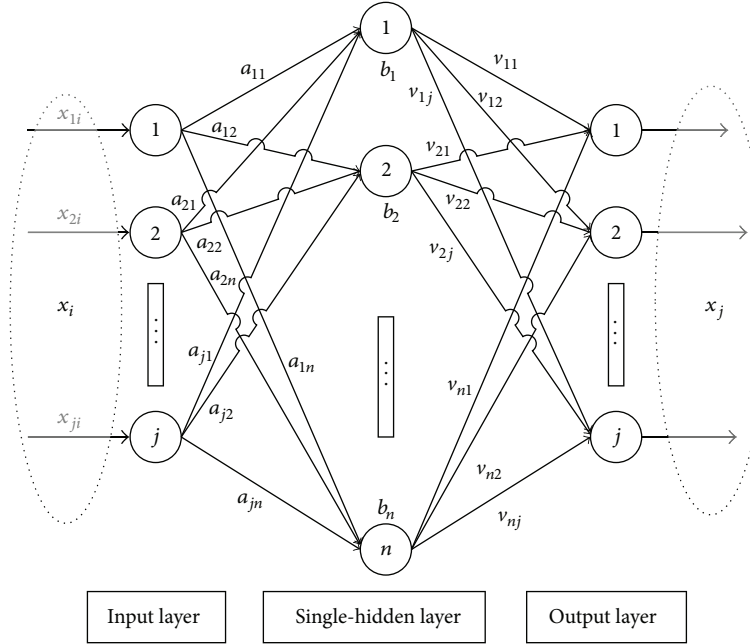 1
b₁
a₁₁
v₁₁
v₁ⱼ
v₁₂
x₁ᵢ
1
a₁₂
2
b₂
v₂₁
1
x₂ᵢ
2
a₂₁
a₂₂
a₂ₙ
v₂₂
v₂ⱼ
2
xᵢ
xⱼ
⋮
⋮
⋮
aⱼ₁
a₁ₙ
vₙ₁
xⱼᵢ
j
aⱼ₂
j
aⱼₙ
bₙ
n
vₙ₂
vₙⱼ
Input layer
Single-hidden layer
Output layer